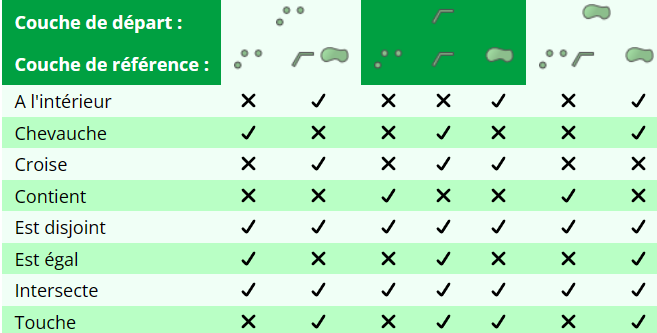 Couche de départ :
Couche de référence :
A l'intérieur ✕ ✓ ✕ ✕ ✓ ✕ ✓
Chevauche ✓ ✕ ✕ ✓ ✕ ✕ ✓
Croise ✕ ✓ ✕ ✓ ✓ ✕ ✕
Contient ✕ ✕ ✓ ✕ ✕ ✓ ✕
Est disjoint ✓ ✓ ✓ ✓ ✓ ✓ ✓
Est égal ✓ ✕ ✕ ✓ ✕ ✕ ✓
Intersecte ✓ ✓ ✓ ✓ ✓ ✓ ✓
Touche ✕ ✓ ✓ ✓ ✓ ✓ ✓